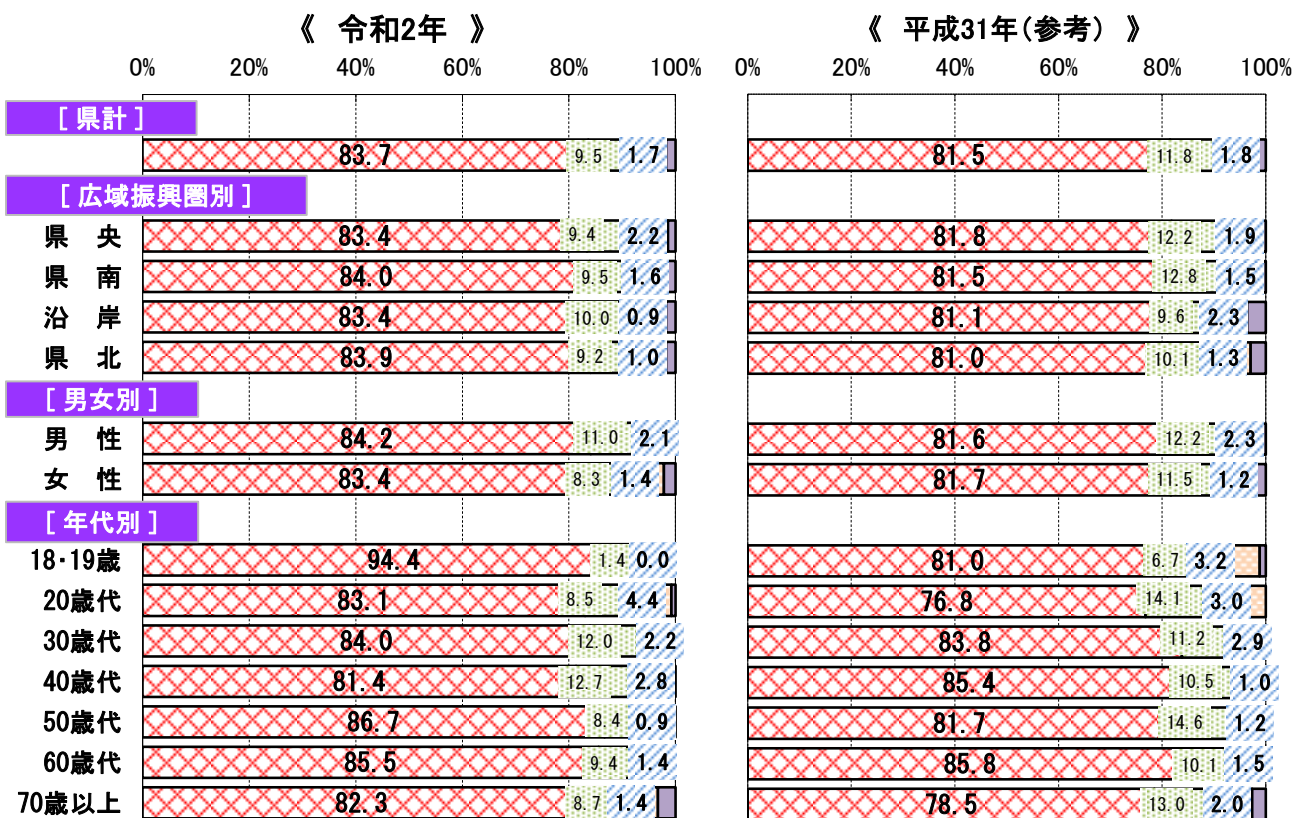 《 令和2年 》 《 平成31年(参考) 》
0% 20% 40% 60% 80% 100% 0% 20% 40% 60% 80% 100%
[ 県計 ]
83.7 9.5 1.7 81.5 11.8 1.8
[ 広域振興圏別 ]
県 央 83.4 9.4 2.2 81.8 12.2 1.9
県 南 84.0 9.5 1.6 81.5 12.8 1.5
沿 岸 83.4 10.0 0.9 81.1 9.6 2.3
県 北 83.9 9.2 1.0 81.0 10.1 1.3
[ 男女別 ]
男 性 84.2 11.0 2.1 81.6 12.2 2.3
女 性 83.4 8.3 1.4 81.7 11.5 1.2
[ 年代別 ]
18・19歳 94.4 1.4 0.0 81.0 6.7 3.2
20歳代 83.1 8.5 4.4 76.8 14.1 3.0
30歳代 84.0 12.0 2.2 83.8 11.2 2.9
40歳代 81.4 12.7 2.8 85.4 10.5 1.0
50歳代 86.7 8.4 0.9 81.7 14.6 1.2
60歳代 85.5 9.4 1.4 85.8 10.1 1.5
70歳以上 82.3 8.7 1.4 78.5 13.0 2.0